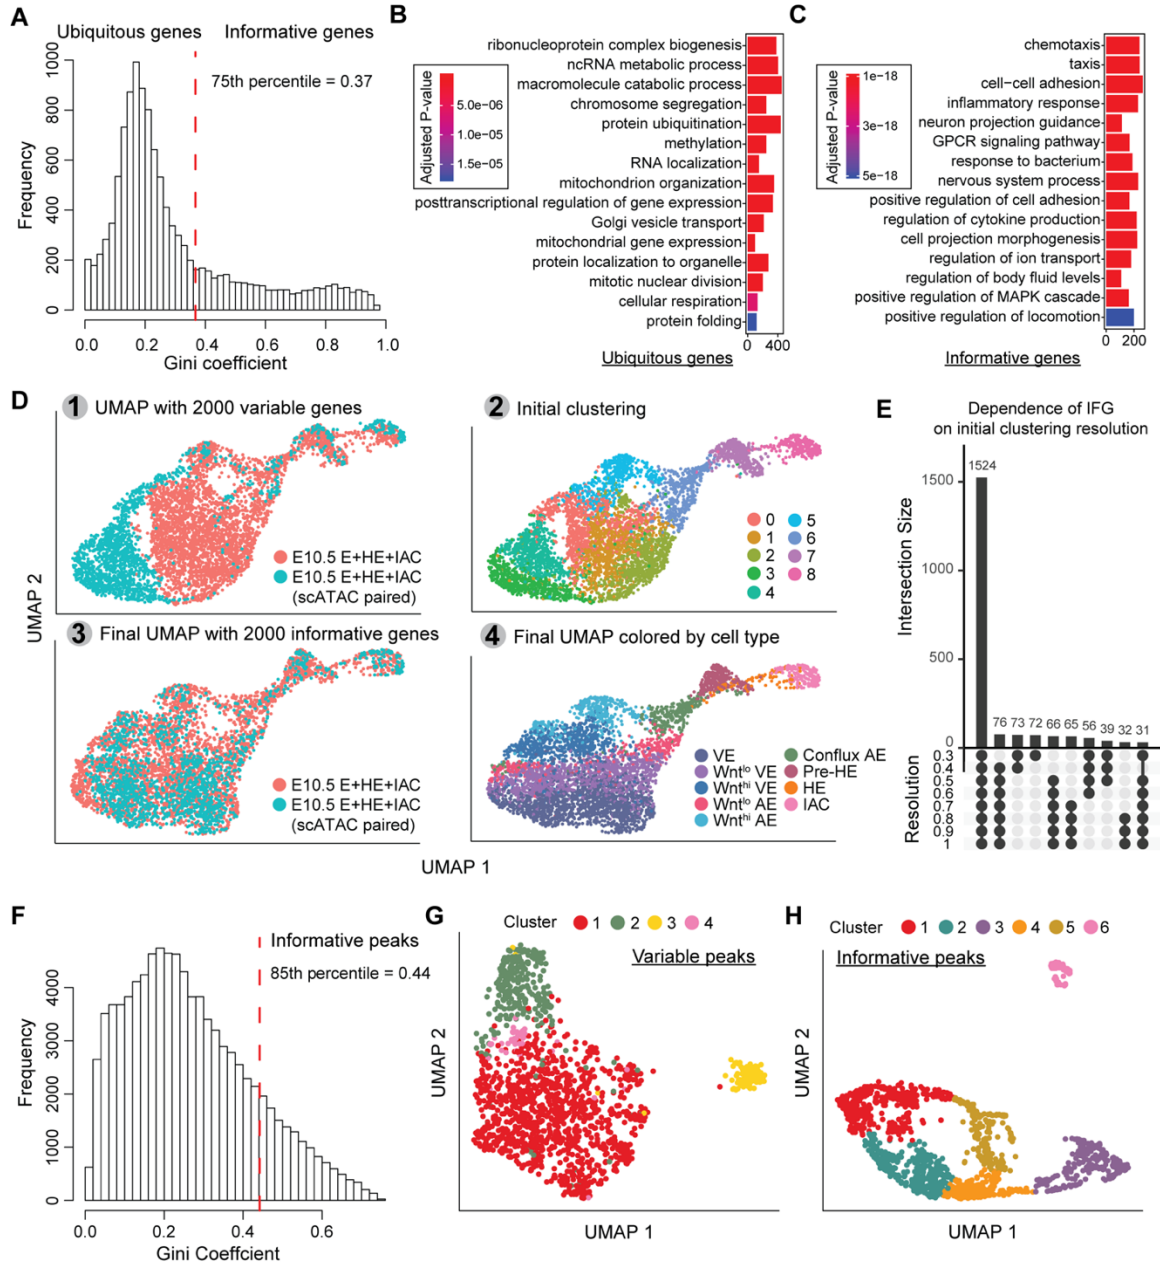 A
Ubiquitous genes
Informative genes
75th percentile = 0.37
Frequency
1000
800
600
400
200
0
0.0
0.2
0.4
0.6
0.8
1.0
Gini coefficient
B
Adjusted P-value
5.0e-06
1.0e-05
1.5e-05
ribonucleoprotein complex biogenesis
ncRNA metabolic process
macromolecule catabolic process
chromosome segregation
protein ubiquitination
methylation
RNA localization
mitochondrion organization
posttranscriptional regulation of gene expression
Golgi vesicle transport
mitochondrial gene expression
protein localization to organelle
mitotic nuclear division
cellular respiration
protein folding
0
400
Ubiquitous genes
C
Adjusted P-value
1e-18
3e-18
5e-18
chemotaxis
taxis
cell-cell adhesion
inflammatory response
neuron projection guidance
GPCR signaling pathway
response to bacterium
nervous system process
positive regulation of cell adhesion
regulation of cytokine production
cell projection morphogenesis
regulation of ion transport
regulation of body fluid levels
positive regulation of MAPK cascade
positive regulation of locomotion
0
200
Informative genes
D
1 UMAP with 2000 variable genes
E10.5 E+HE+IAC
E10.5 E+HE+IAC
(scATAC paired)
2 Initial clustering
0
1
2
3
4
5
6
7
8
3 Final UMAP with 2000 informative genes
E10.5 E+HE+IAC
E10.5 E+HE+IAC
(scATAC paired)
4 Final UMAP colored by cell type
VE
Wntlo VE
Wnthi VE
Wntlo AE
Wnthi AE
Conflux AE
Pre-HE
HE
IAC
UMAP 2
UMAP 1
E
Dependence of IFG
on initial clustering resolution
Intersection Size
1500
1000
500
0
1524
76
73
72
66
65
56
39
32
31
Resolution
0.3
0.4
0.5
0.6
0.7
0.8
0.9
1
F
Informative peaks
85th percentile = 0.44
Frequency
4000
3000
2000
1000
0
0.0
0.2
0.4
0.6
Gini Coeffcient
G
Cluster 1 2 3 4
Variable peaks
UMAP 2
UMAP 1
H
Cluster 1 2 3 4 5 6
Informative peaks
UMAP 2
UMAP 1